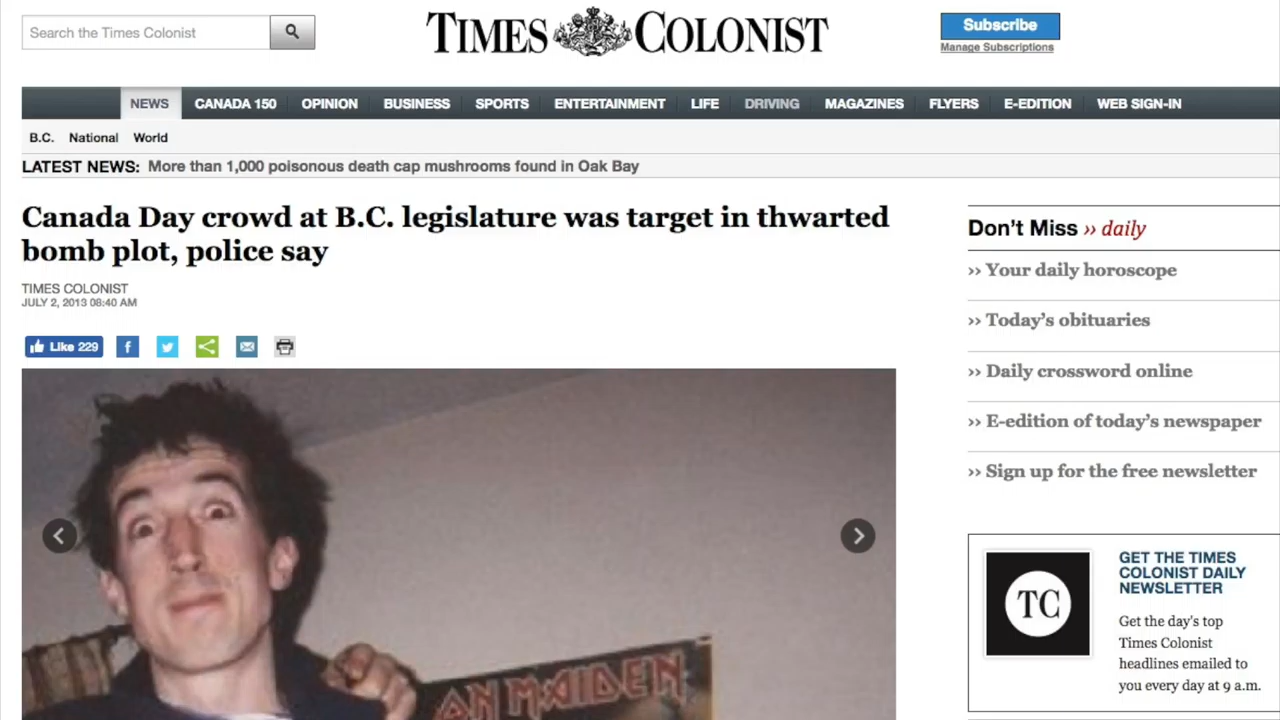 Search the Times Colonist
TIMES COLONIST
Subscribe
Manage Subscriptions
NEWS CANADA 150 OPINION BUSINESS SPORTS ENTERTAINMENT LIFE DRIVING MAGAZINES FLYERS E-EDITION WEB SIGN-IN
B.C. National World
LATEST NEWS: More than 1,000 poisonous death cap mushrooms found in Oak Bay
Canada Day crowd at B.C. legislature was target in thwarted
bomb plot, police say
TIMES COLONIST
JULY 2, 2013 08:40 AM
Like 229
ON MAIDEN
Don't Miss ›› daily
›› Your daily horoscope
›› Today's obituaries
›› Daily crossword online
›› E-edition of today's newspaper
›› Sign up for the free newsletter
TC
GET THE TIMES
COLONIST DAILY
NEWSLETTER
Get the day's top
Times Colonist
headlines emailed to
you every day at 9 a.m.